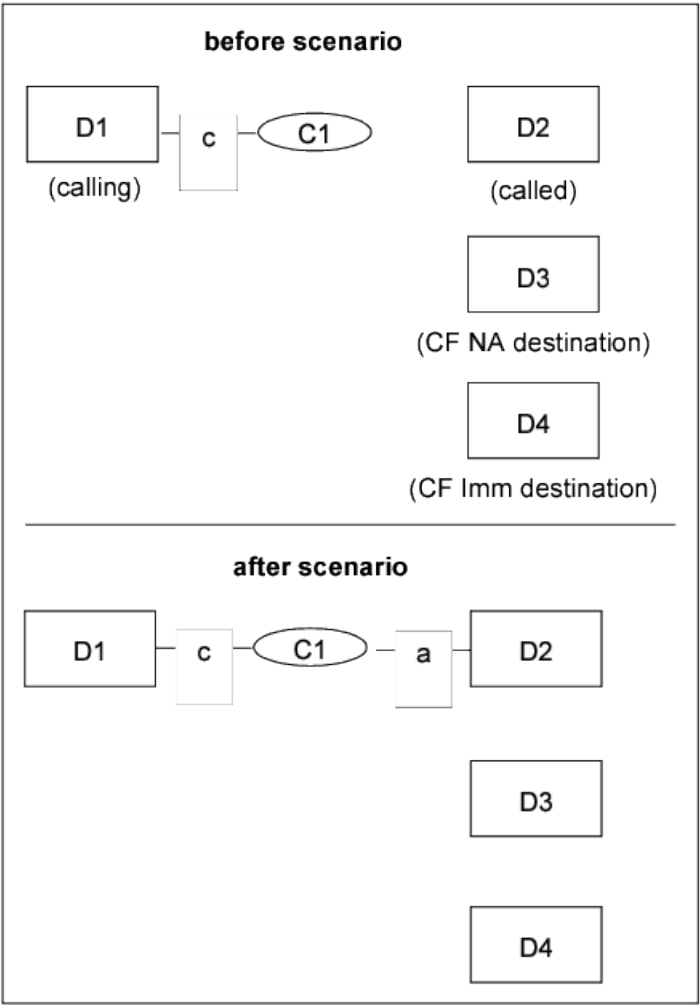 before scenario
D1 c C1 D2
(calling) (called)
D3
(CF NA destination)
D4
(CF Imm destination)
after scenario
D1 c C1 a D2
D3
D4